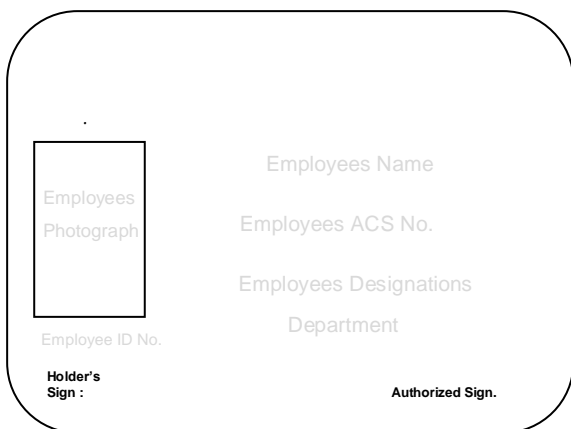 Employees Name
Employees
Photograph
Employees ACS No.
Employees Designations
Department
Employee ID No.
Holder's
Sign :
Authorized Sign.